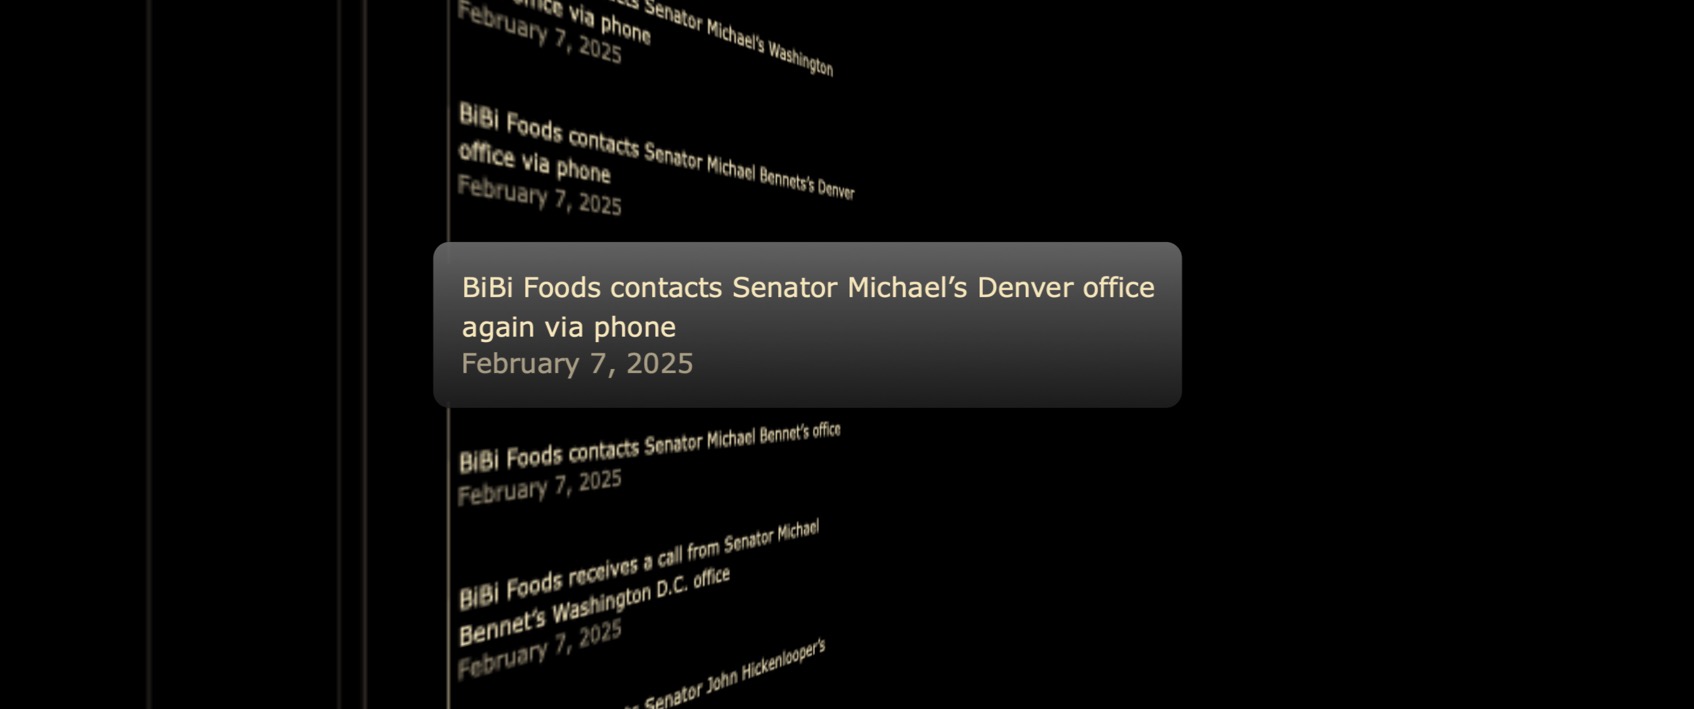 office via phone
Senator Michael's Washington
February 7, 2025
BiBi Foods contacts Senator Michael Bennets's Denver
office via phone
February 7, 2025
BiBi Foods contacts Senator Michael’s Denver office
again via phone
February 7, 2025
BiBi Foods contacts Senator Michael Bennet's office
February 7, 2025
BiBi Foods receives a call from Senator Michael
Bennet's Washington D.C. office
February 7, 2025
Senator John Hickenlooper's